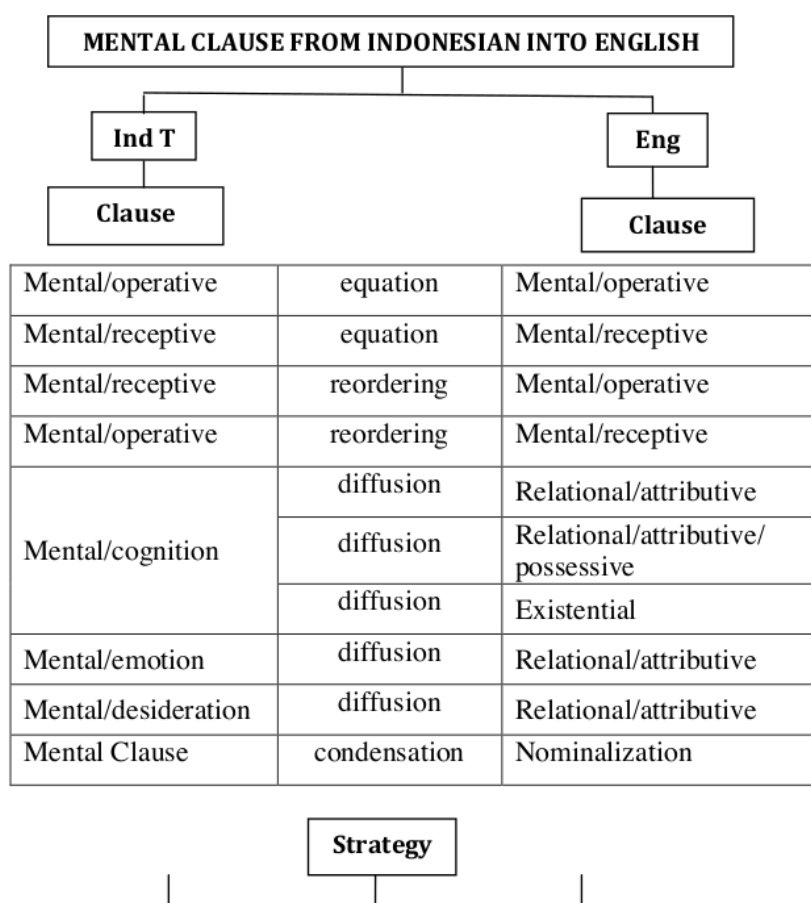 MENTAL CLAUSE FROM INDONESIAN INTO ENGLISH
Ind T
Eng
Clause
Clause
Mental/operative equation Mental/operative
Mental/receptive equation Mental/receptive
Mental/receptive reordering Mental/operative
Mental/operative reordering Mental/receptive
Mental/cognition
diffusion Relational/attributive
diffusion Relational/attributive/
possessive
diffusion Existential
Mental/emotion diffusion Relational/attributive
Mental/desideration diffusion Relational/attributive
Mental Clause condensation Nominalization
Strategy